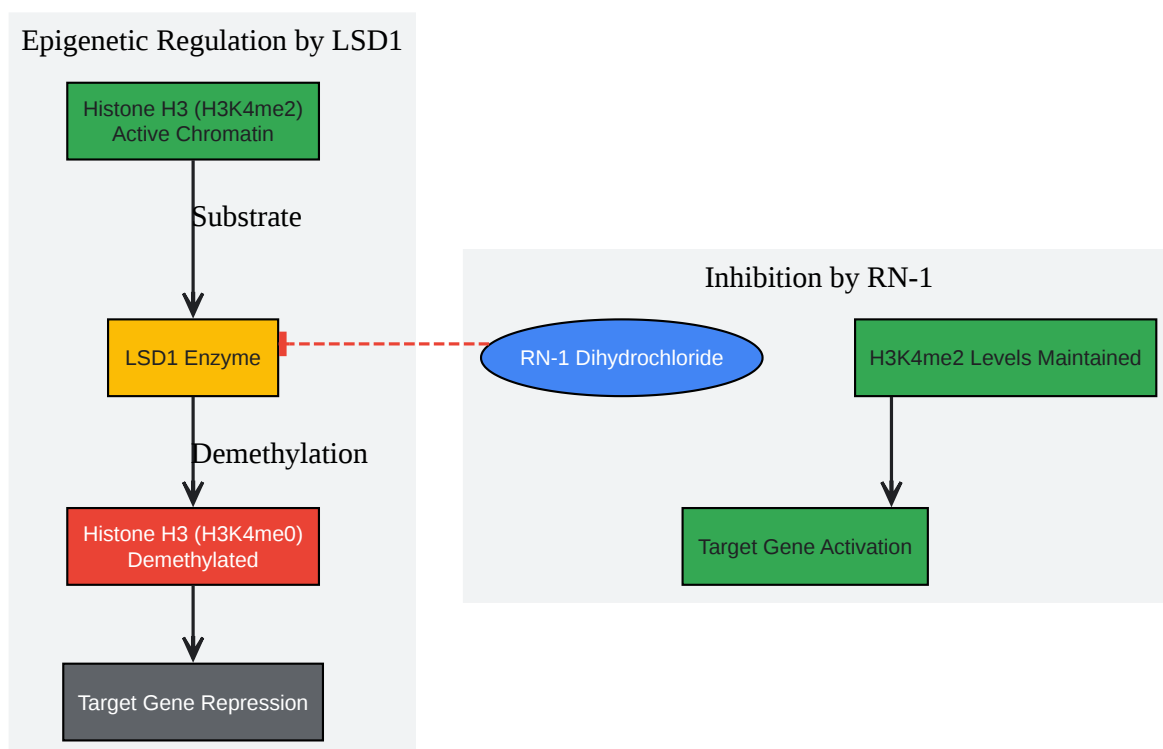 Epigenetic Regulation by LSD1
Histone H3 (H3K4me2)
Active Chromatin
Substrate
LSD1 Enzyme
Demethylation
Histone H3 (H3K4me0)
Demethylated
Target Gene Repression
Inhibition by RN-1
RN-1 Dihydrochloride
H3K4me2 Levels Maintained
Target Gene Activation